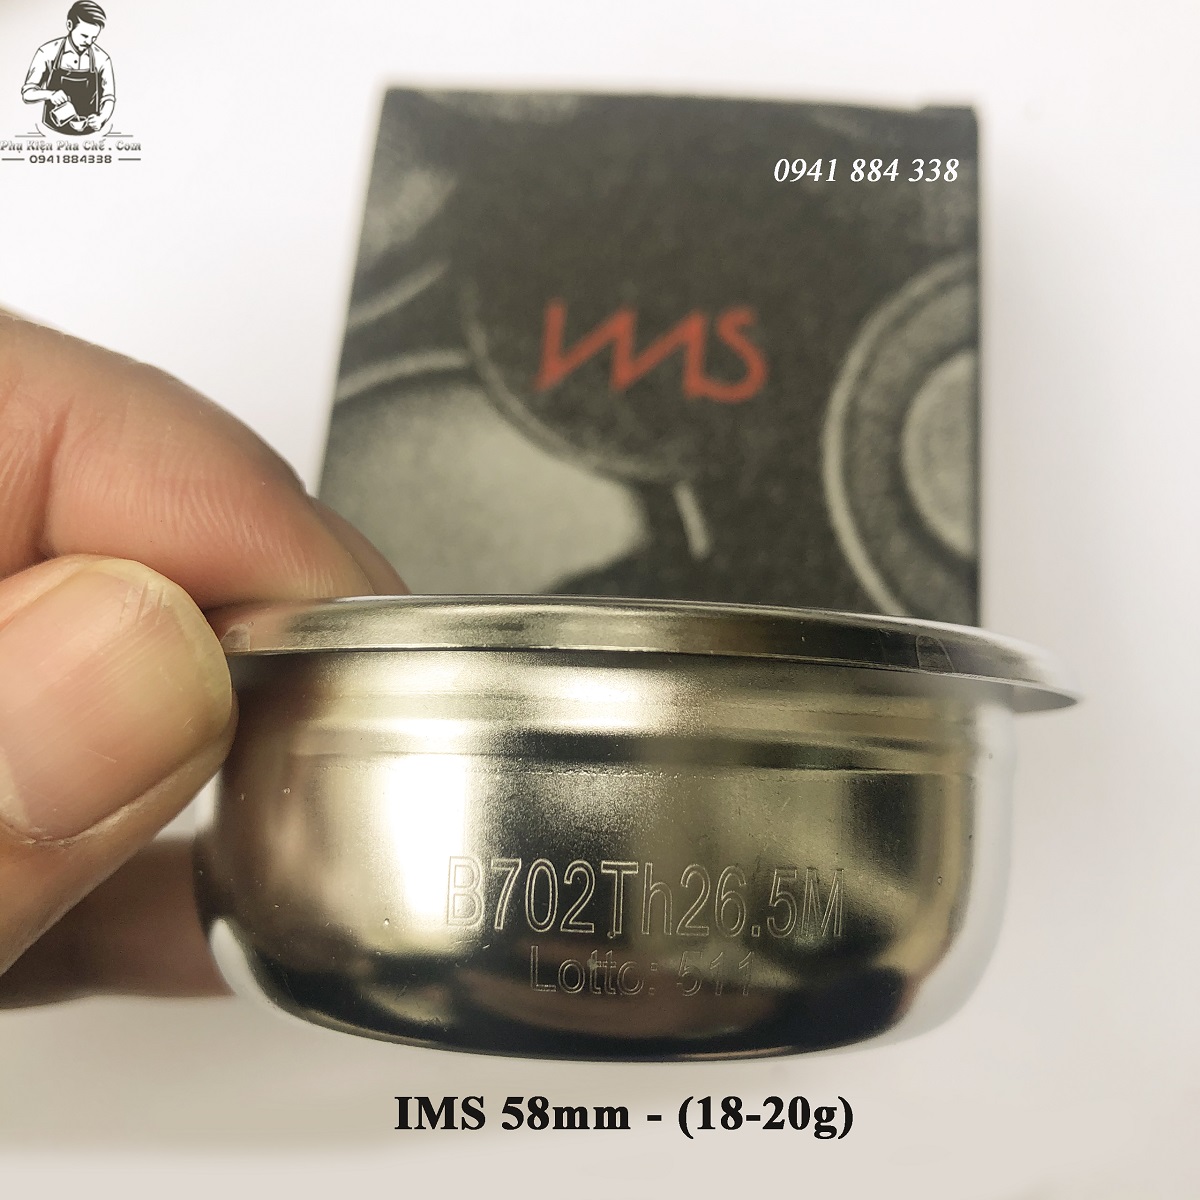 Phụ Kiện Pha Chế . Com
0941884338
0941 884 338
IMS
B702Th26.5M
Lotto: 511
IMS 58mm - (18-20g)